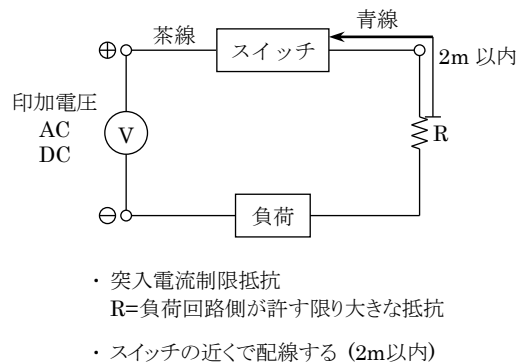 青線
茶線
スイッチ
2m 以内
⊕
印加電圧
AC
DC
V
R
⊖
負荷
・ 突入電流制限抵抗
R=負荷回路側が許す限り大きな抵抗
・ スイッチの近くで配線する (2m以内)